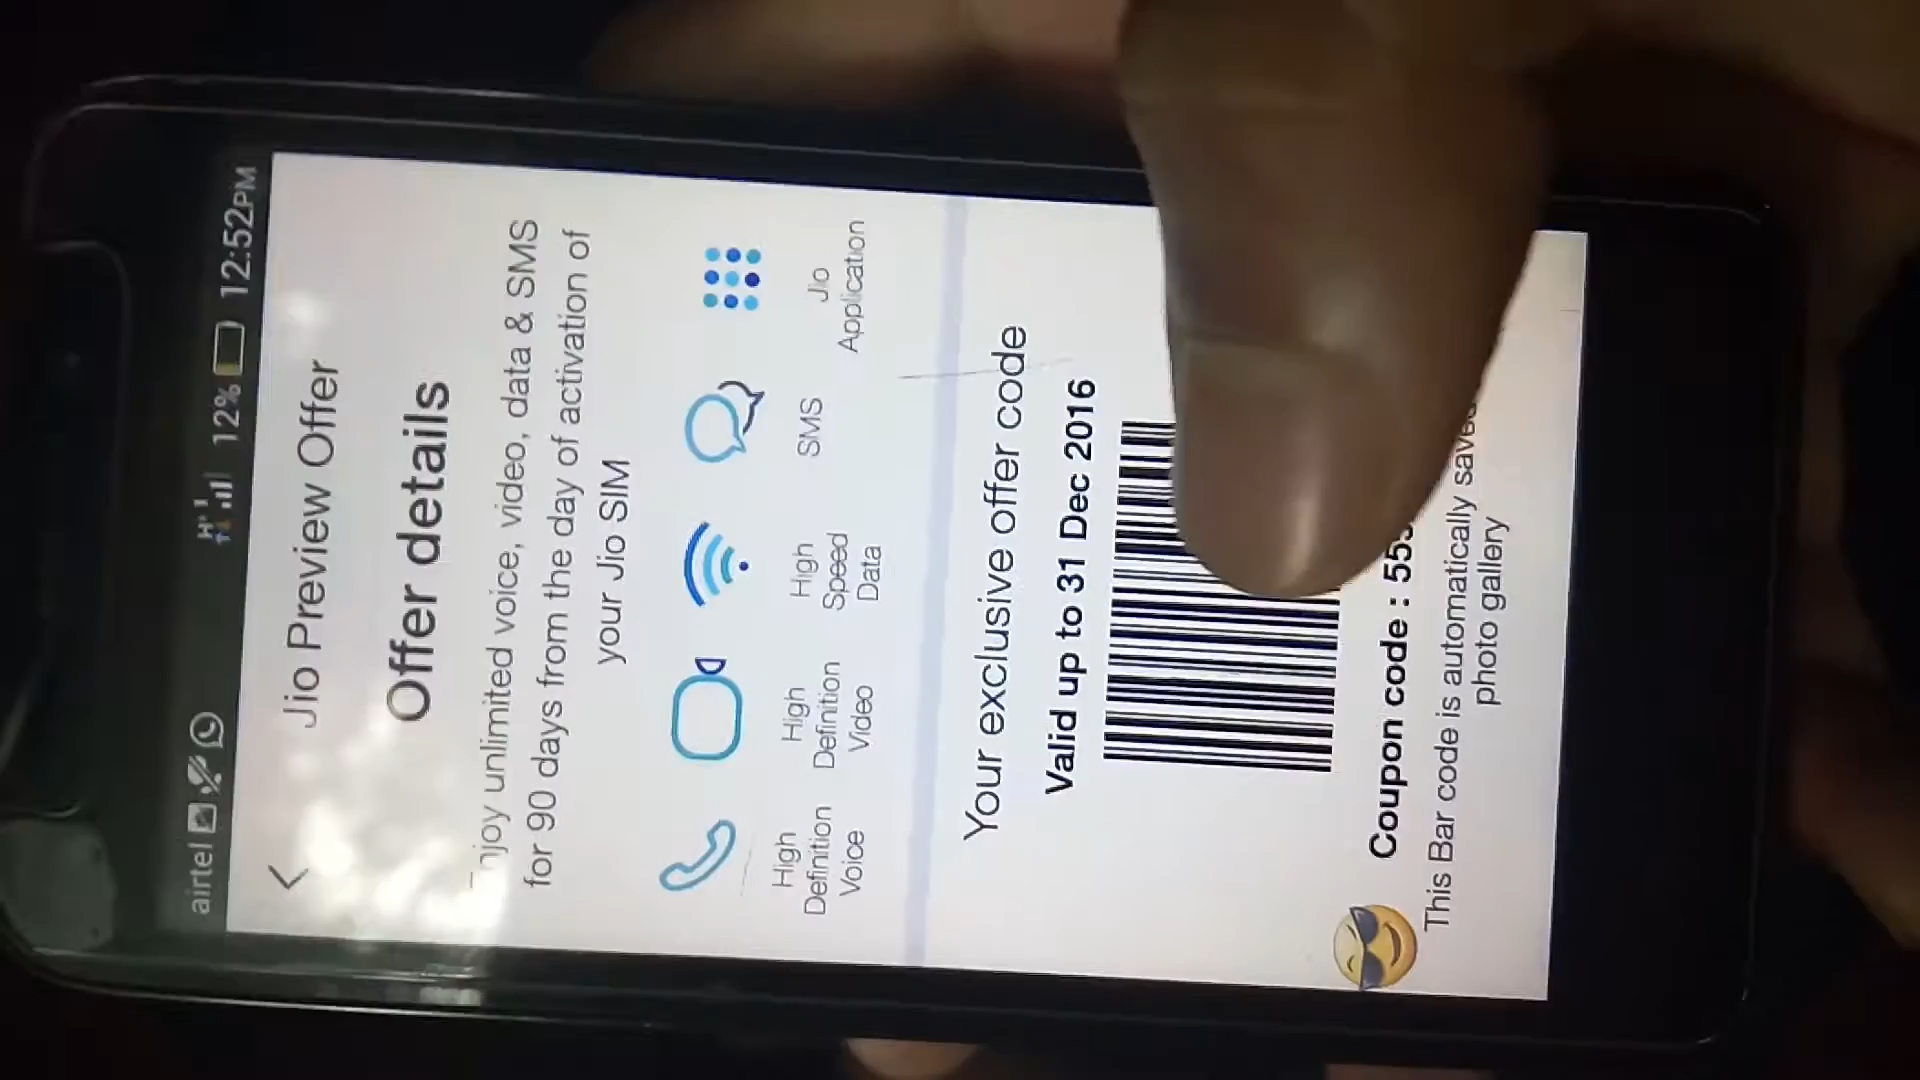 airtel H' 1 12% 12:52PM
Jio Preview Offer
Offer details
Enjoy unlimited voice, video, data & SMS
for 90 days from the day of activation of
your Jio SIM
High Definition Voice
High Definition Video
High Speed Data
SMS
Jio Application
Your exclusive offer code
Valid up to 31 Dec 2016
Coupon code : 55
This Bar code is automatically saved
photo gallery